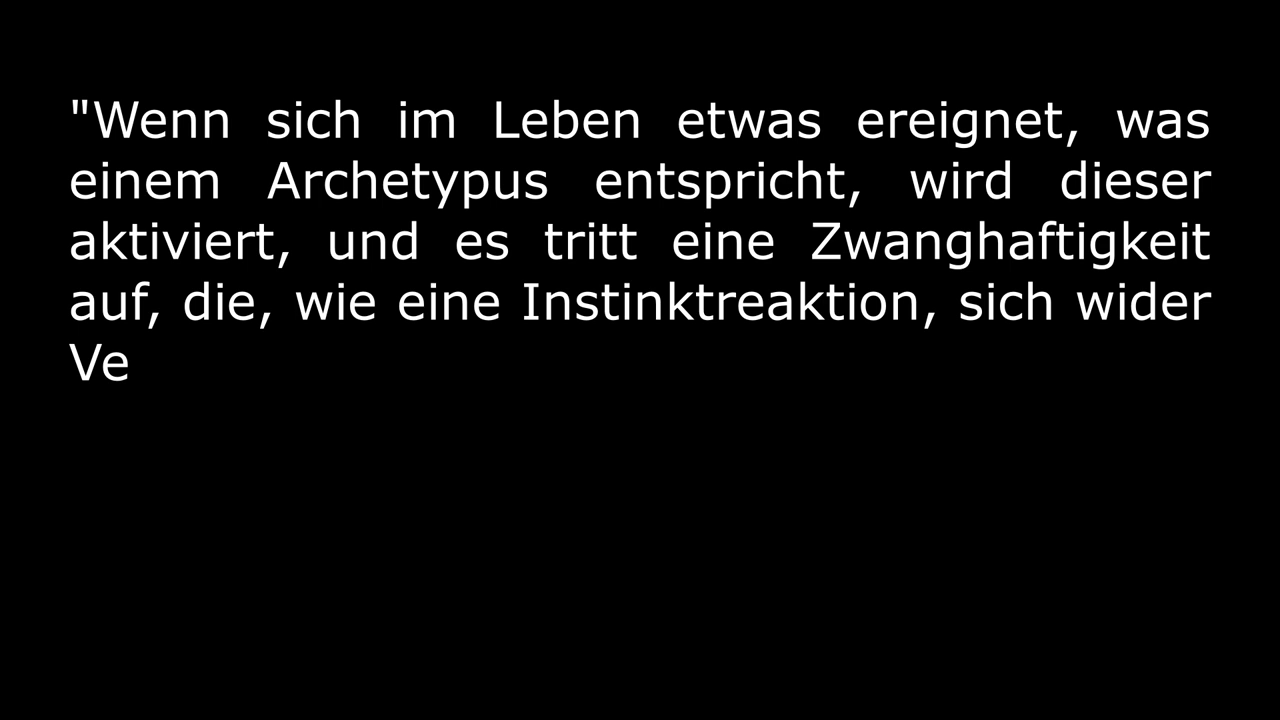 "Wenn sich im Leben etwas ereignet, was
einem Archetypus entspricht, wird dieser
aktiviert, und es tritt eine Zwanghaftigkeit
auf, die, wie eine Instinktreaktion, sich wider
Ve